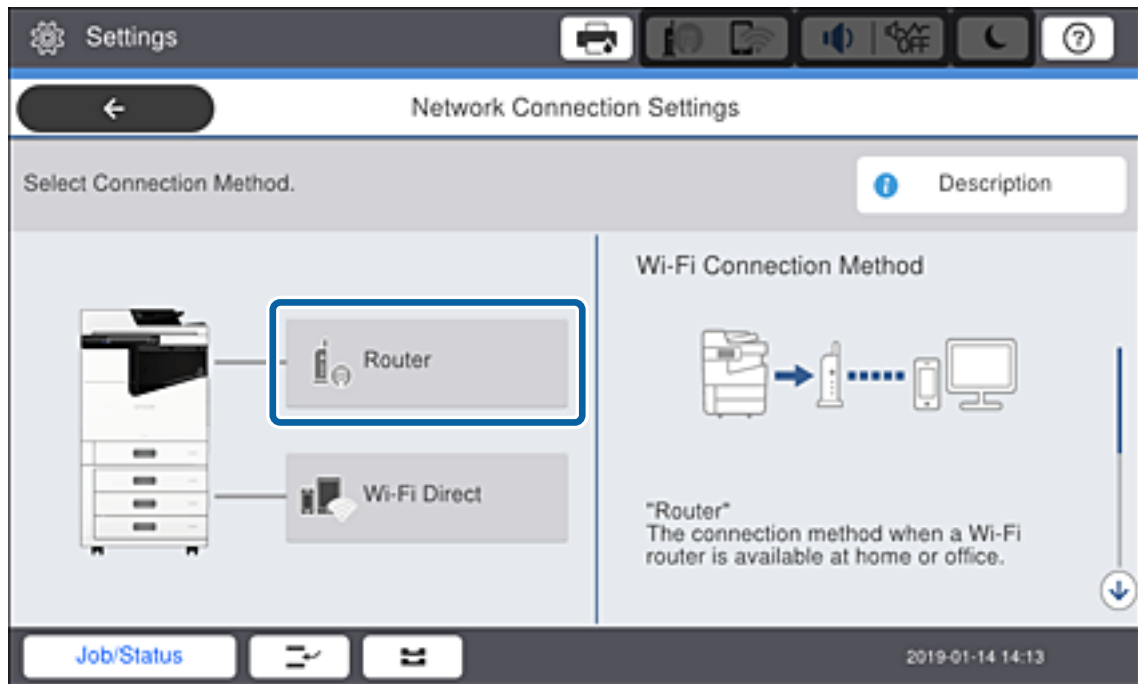 Settings
OFF
Network Connection Settings
Select Connection Method.
Description
Router
Wi-Fi Direct
Wi-Fi Connection Method
"Router"
The connection method when a Wi-Fi
router is available at home or office.
Job/Status
2019-01-14 14:13